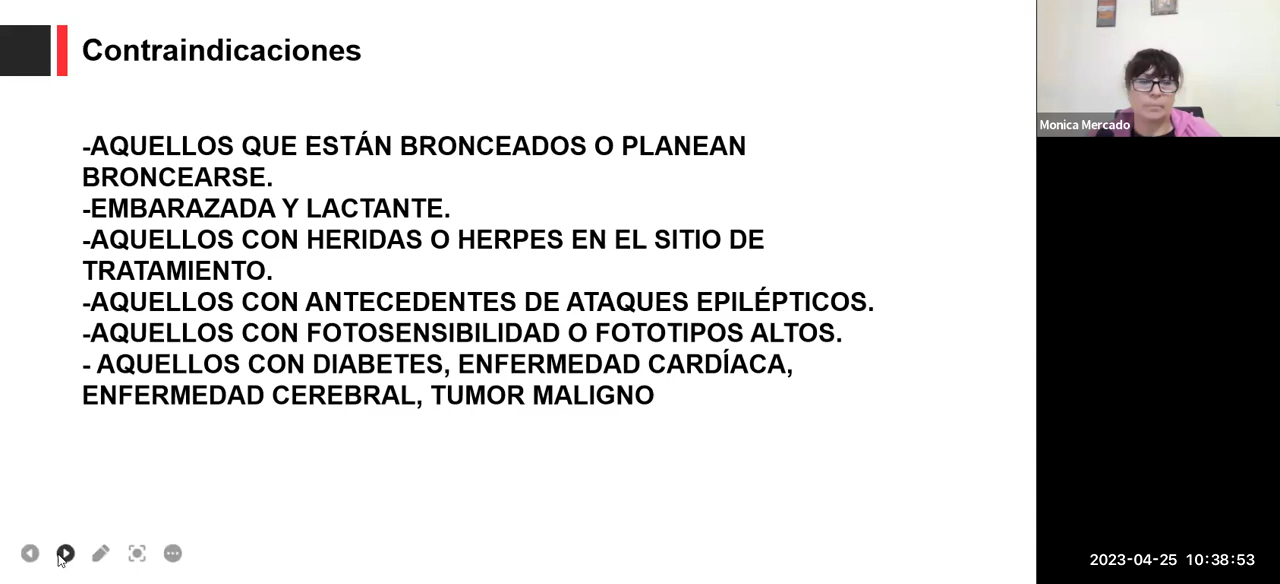 Contraindicaciones
-AQUELLOS QUE ESTÁN BRONCEADOS O PLANEAN
BRONCEARSE.
-EMBARAZADA Y LACTANTE.
-AQUELLOS CON HERIDAS O HERPES EN EL SITIO DE
TRATAMIENTO.
-AQUELLOS CON ANTECEDENTES DE ATAQUES EPILÉPTICOS.
-AQUELLOS CON FOTOSENSIBILIDAD O FOTOTIPOS ALTOS.
- AQUELLOS CON DIABETES, ENFERMEDAD CARDÍACA,
ENFERMEDAD CEREBRAL, TUMOR MALIGNO
Monica Mercado
2023-04-25 10:38:53